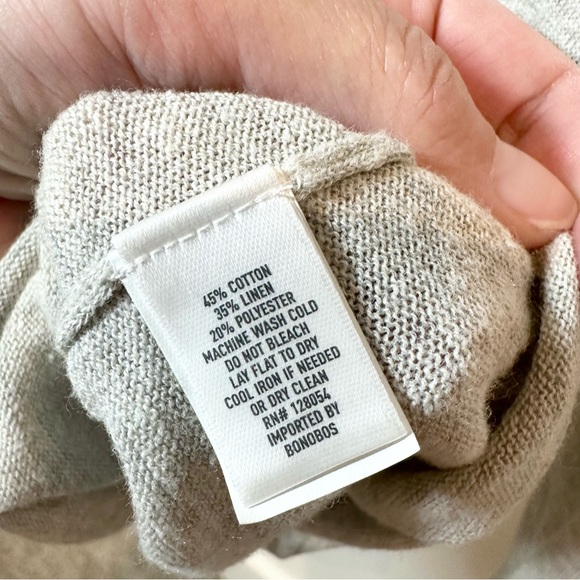 45% COTTON
35% LINEN
20% POLYESTER
MACHINE WASH COLD
DO NOT BLEACH
LAY FLAT TO DRY
COOL IRON IF NEEDED
OR DRY CLEAN
RN# 128054
IMPORTED BY
BONOBOS